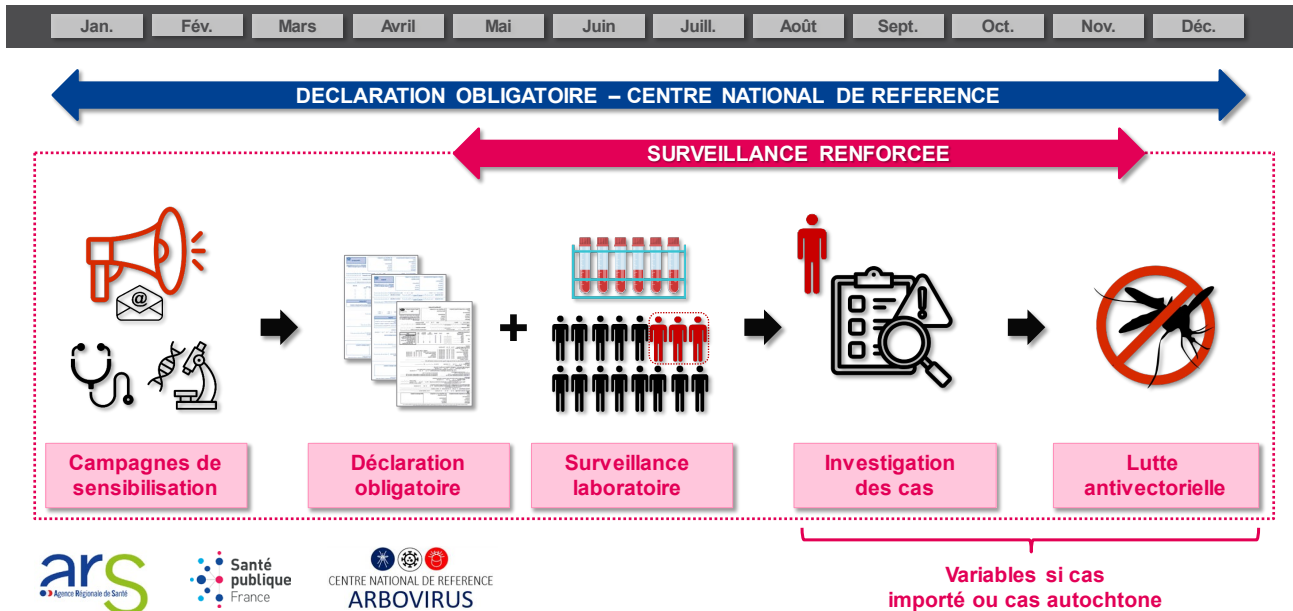 Jan. Fév. Mars Avril Mai Juin Juill. Août Sept. Oct. Nov. Déc.
DECLARATION OBLIGATOIRE – CENTRE NATIONAL DE REFERENCE
SURVEILLANCE RENFORCEE
@
Campagnes de
sensibilisation
Déclaration
obligatoire
Surveillance
laboratoire
Investigation
des cas
Lutte
antivectorielle
ars
Agence Régionale de Santé
Santé
publique
France
CENTRE NATIONAL DE REFERENCE
ARBOVIRUS
Variables si cas
importé ou cas autochtone